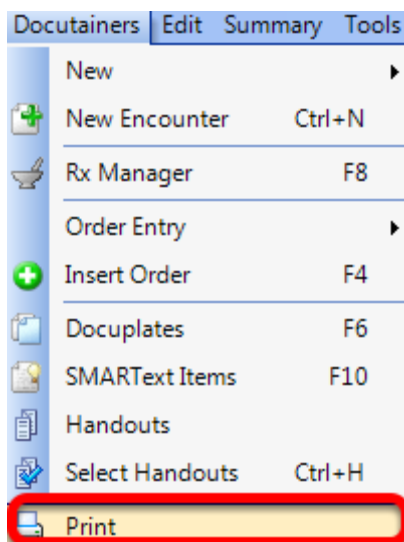 Docutainers Edit Summary Tools
New
New Encounter Ctrl+N
Rx Manager F8
Order Entry
Insert Order F4
Docuplates F6
SMARText Items F10
Handouts
Select Handouts Ctrl+H
Print